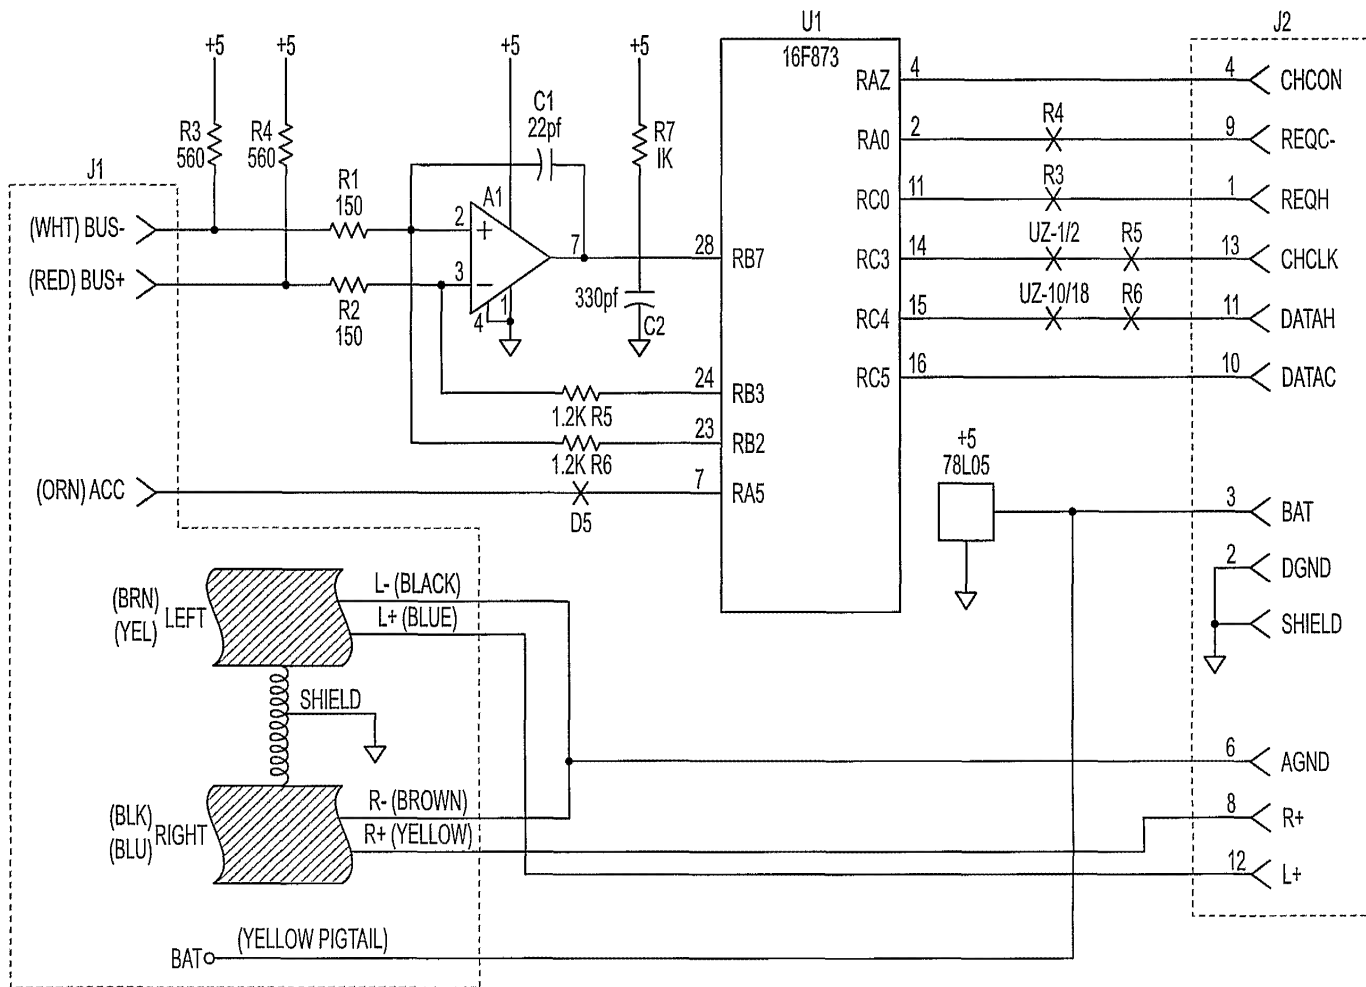 U1
J2
+5
+5
+5
+5
16F873
R3
560
R4
560
C1
22pf
R7
IK
J1
R1
150
A1
(WHT) BUS-
2
+
7
28
RB7
(RED) BUS+
3
−
R2
150
4
1
330pf
C2
24
RB3
1.2K R5
23
RB2
1.2K R6
(ORN) ACC
7
RA5
D5
RAZ
4
4
CHCON
RA0
2
R4
9
REQC-
RC0
11
R3
1
REQH
RC3
14
UZ-1/2
R5
13
CHCLK
RC4
15
UZ-10/18
R6
11
DATAH
RC5
16
10
DATAC
+5
78L05
3
BAT
2
DGND
SHIELD
(BRN)
(YEL)
LEFT
L- (BLACK)
L+ (BLUE)
SHIELD
6
AGND
(BLK)
(BLU)
RIGHT
R- (BROWN)
R+ (YELLOW)
8
R+
12
L+
BAT
(YELLOW PIGTAIL)